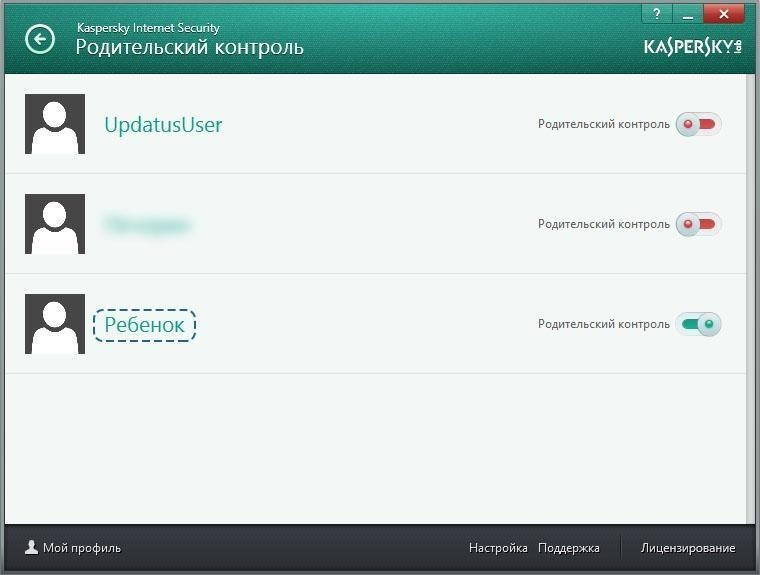 Kaspersky Internet Security
Родительский контроль
?
KASPERSKY lab
UpdatusUser
Родительский контроль
Родительский контроль
Ребенок
Родительский контроль
Мой профиль
Настройка
Поддержка
Лицензирование